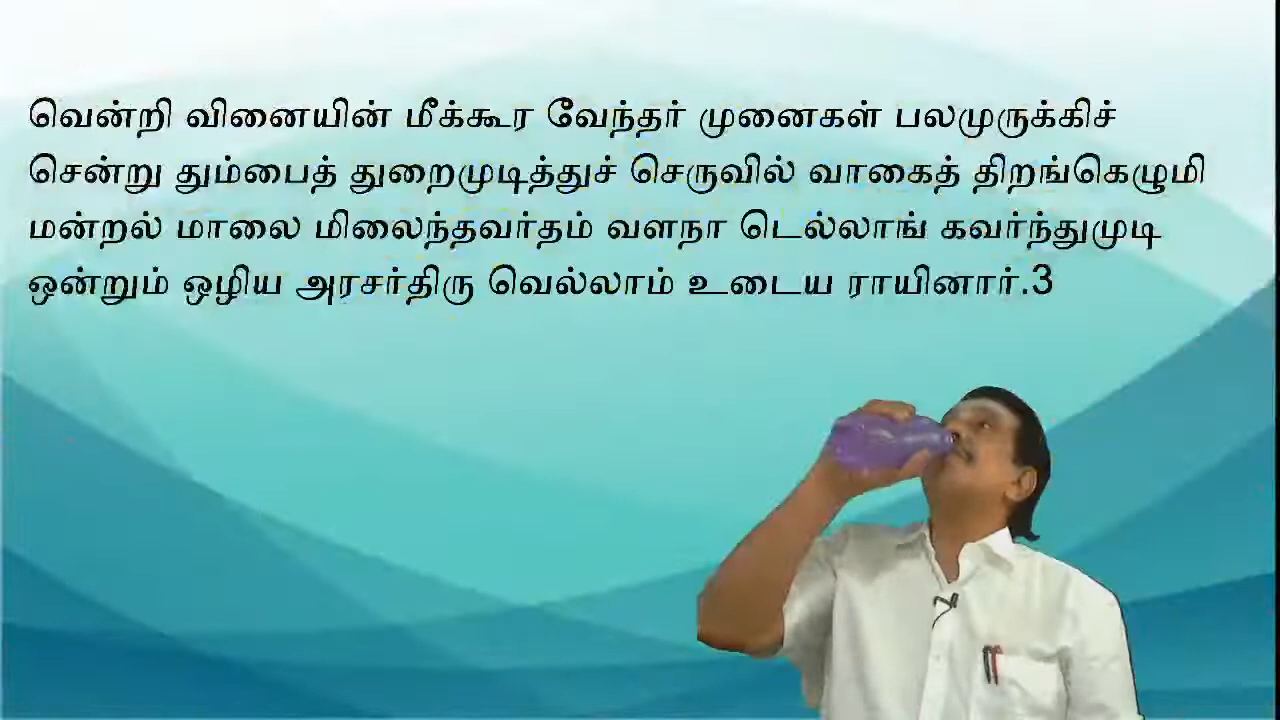 வென்றி வினையின் மீக்கூர வேந்தர் முனைகள் பலமுருக்கிச்
சென்று தும்பைத் துறைமுடித்துச் செருவில் வாகைத் திறங்கெழுமி
மன்றல் மாலை மிலைந்தவர்தம் வளநா டெல்லாங் கவர்ந்துமுடி
ஒன்றும் ஒழிய அரசர்திரு வெல்லாம் உடைய ராயினார்.3